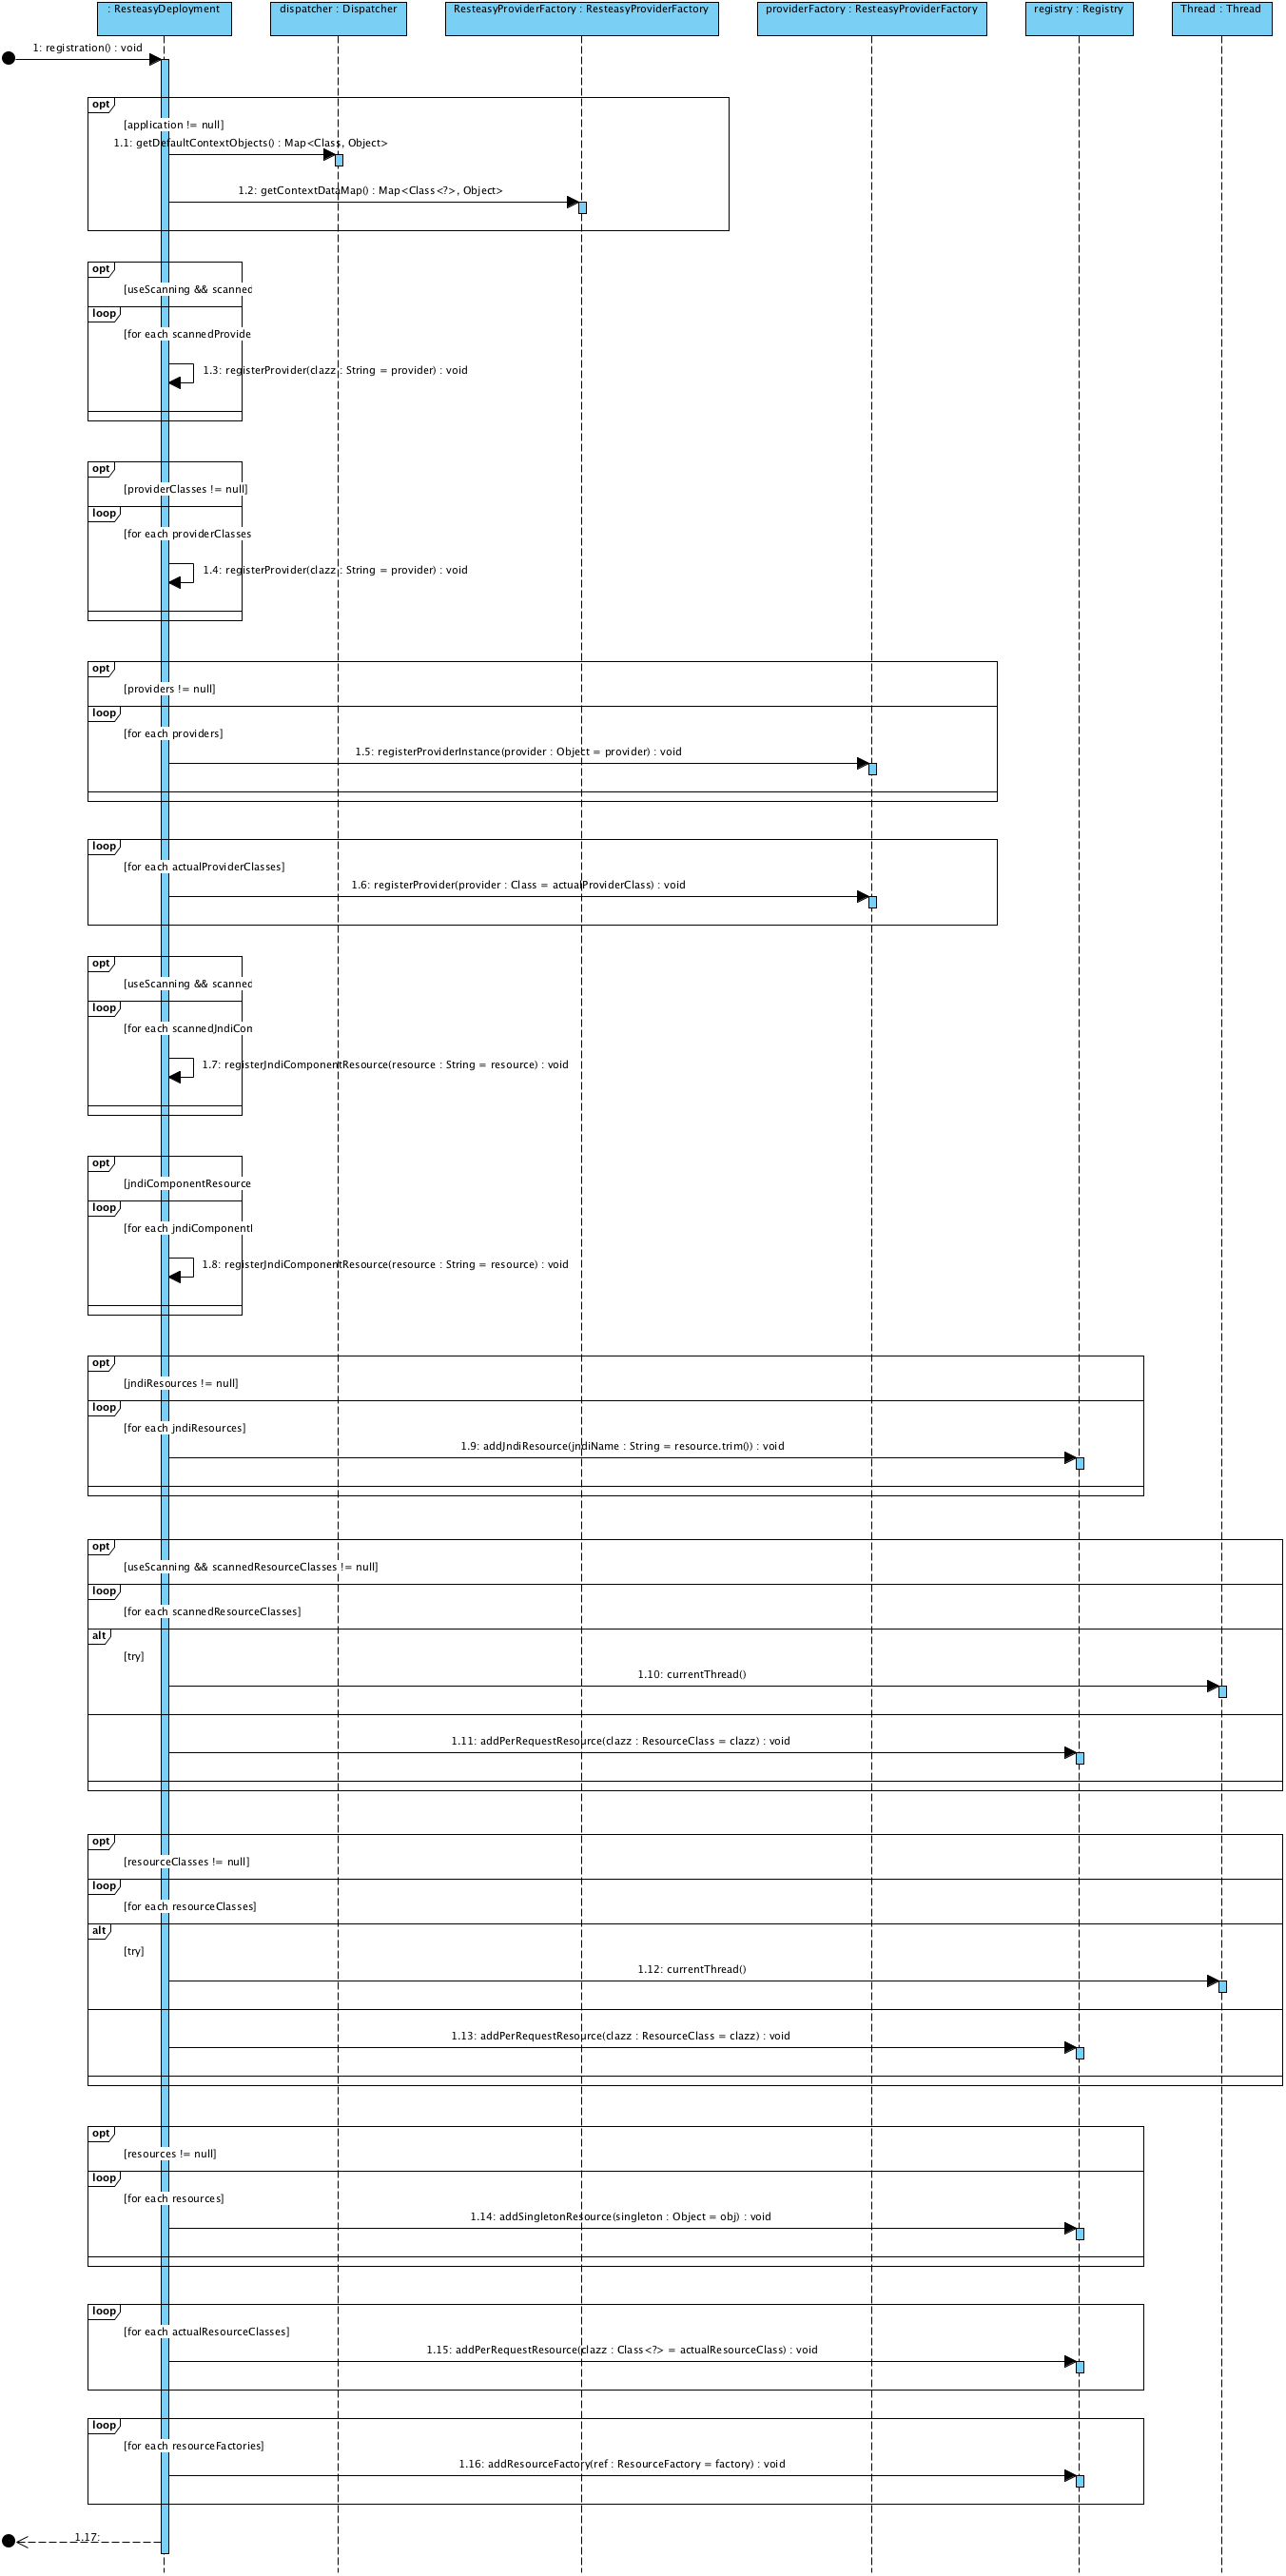 : ResteasyDeployment
dispatcher : Dispatcher
ResteasyProviderFactory : ResteasyProviderFactory
providerFactory : ResteasyProviderFactory
registry : Registry
Thread : Thread
1: registration() : void
opt
[application != null]
1.1: getDefaultContextObjects() : Map<Class, Object>
1.2: getContextDataMap() : Map<Class<?>, Object>
opt
[useScanning && scanned
loop
[for each scannedProvide
1.3: registerProvider(clazz : String = provider) : void
opt
[providerClasses != null]
loop
[for each providerClasses
1.4: registerProvider(clazz : String = provider) : void
opt
[providers != null]
loop
[for each providers]
1.5: registerProviderInstance(provider : Object = provider) : void
loop
[for each actualProviderClasses]
1.6: registerProvider(provider : Class = actualProviderClass) : void
opt
[useScanning && scanned
loop
[for each scannedJndiCon
1.7: registerJndiComponentResource(resource : String = resource) : void
opt
[jndiComponentResource
loop
[for each jndiComponent
1.8: registerJndiComponentResource(resource : String = resource) : void
opt
[jndiResources != null]
loop
[for each jndiResources]
1.9: addJndiResource(jndiName : String = resource.trim()) : void
opt
[useScanning && scannedResourceClasses != null]
loop
[for each scannedResourceClasses]
alt
[try]
1.10: currentThread()
1.11: addPerRequestResource(clazz : ResourceClass = clazz) : void
opt
[resourceClasses != null]
loop
[for each resourceClasses]
alt
[try]
1.12: currentThread()
1.13: addPerRequestResource(clazz : ResourceClass = clazz) : void
opt
[resources != null]
loop
[for each resources]
1.14: addSingletonResource(singleton : Object = obj) : void
loop
[for each actualResourceClasses]
1.15: addPerRequestResource(clazz : Class<?> = actualResourceClass) : void
loop
[for each resourceFactories]
1.16: addResourceFactory(ref : ResourceFactory = factory) : void
1.17: